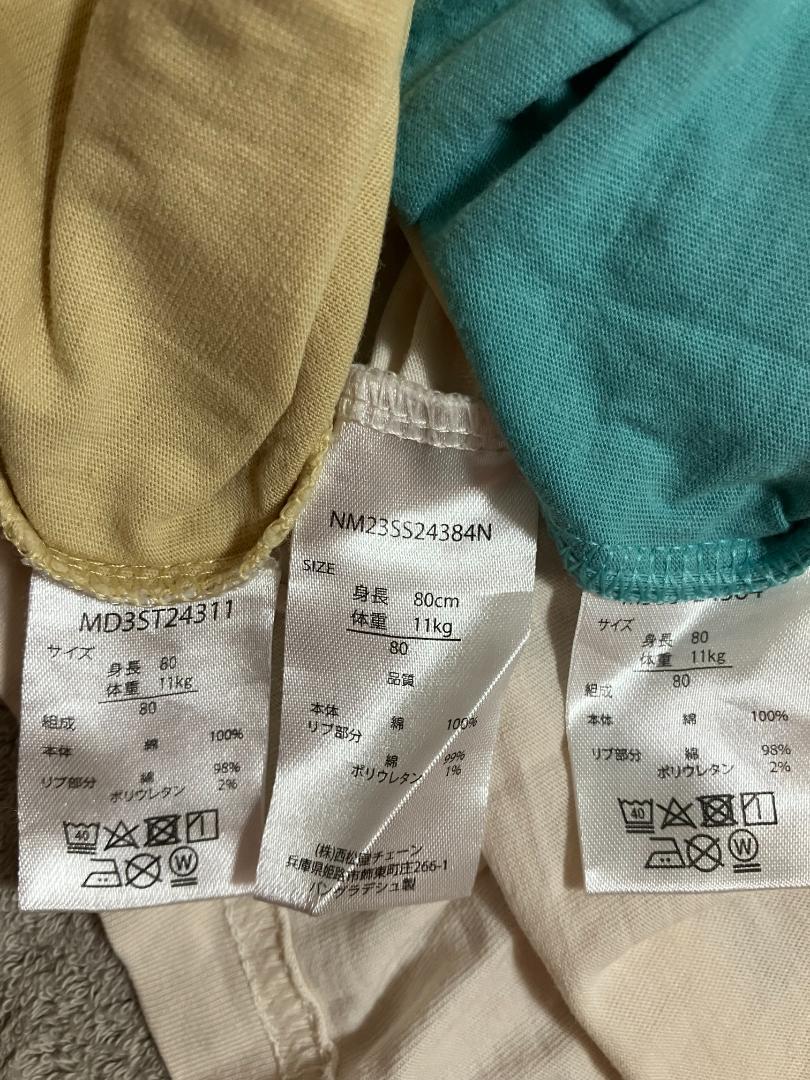 MD3ST24311
サイズ
身長 80
体重 11kg
80
組成
本体 綿 100%
リブ部分 綿 98%
ポリウレタン 2%
40
W
NM23SS24384N
SIZE
身長 80cm
体重 11kg
80
品質
本体 綿 100%
リブ部分 綿 99%
ポリウレタン 1%
(株)西松屋チェーン
兵庫県姫路市飾東町庄266-1
バングラデシュ製
サイズ
身長 80
体重 11kg
80
組成
本体 綿 100%
リブ部分 綿 98%
ポリウレタン 2%
40
W